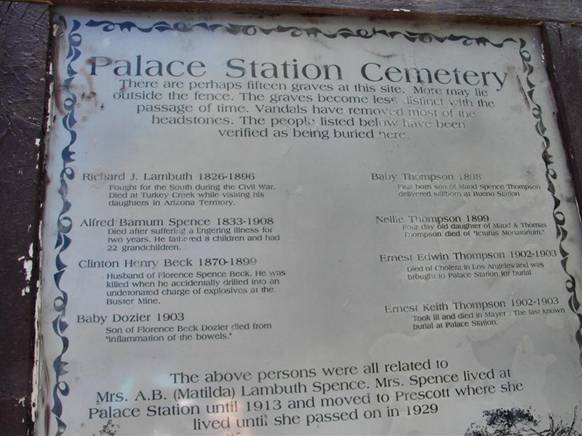 Palace Station Cemetery
There are perhaps fifteen graves at this site. More may lie
outside the fence. The graves become less distinct with the
passage of time. Vandals have removed most of the
headstones. The people listed below have been
verified as being buried here.
Richard J. Lambuth 1826-1896
Fought for the South during the Civil War.
Died at Turkey Creek while visiting his
daughters in Arizona Territory.
Alfred Barnum Spence 1833-1908
Died after suffering a lingering illness for
two years. He fathered 8 children and had
22 grandchildren.
Clinton Henry Beck 1870-1899
Husband of Florence Spence Beck. He was
killed when he accidentally drilled into an
undetonated charge of explosives at the
Buster Mine.
Baby Dozier 1903
Son of Florence Beck Dozier died from
"inflammation of the bowels."
Baby Thompson 1898
First born son of Maud Spence Thompson
delivered stillborn at Bueno Station
Nellie Thompson 1899
Four day old daughter of Maud & Thomas
Thompson died of "Icturus Monatorium."
Ernest Edwin Thompson 1902-1903
Died of Cholera in Los Angeles and was
brought to Palace Station for burial
Ernest Keith Thompson 1902-1903
Took ill and died in Mayer. The last known
burial at Palace Station.
The above persons were all related to
Mrs. A.B. (Matilda) Lambuth Spence. Mrs. Spence lived at
Palace Station until 1913 and moved to Prescott where she
lived until she passed on in 1929